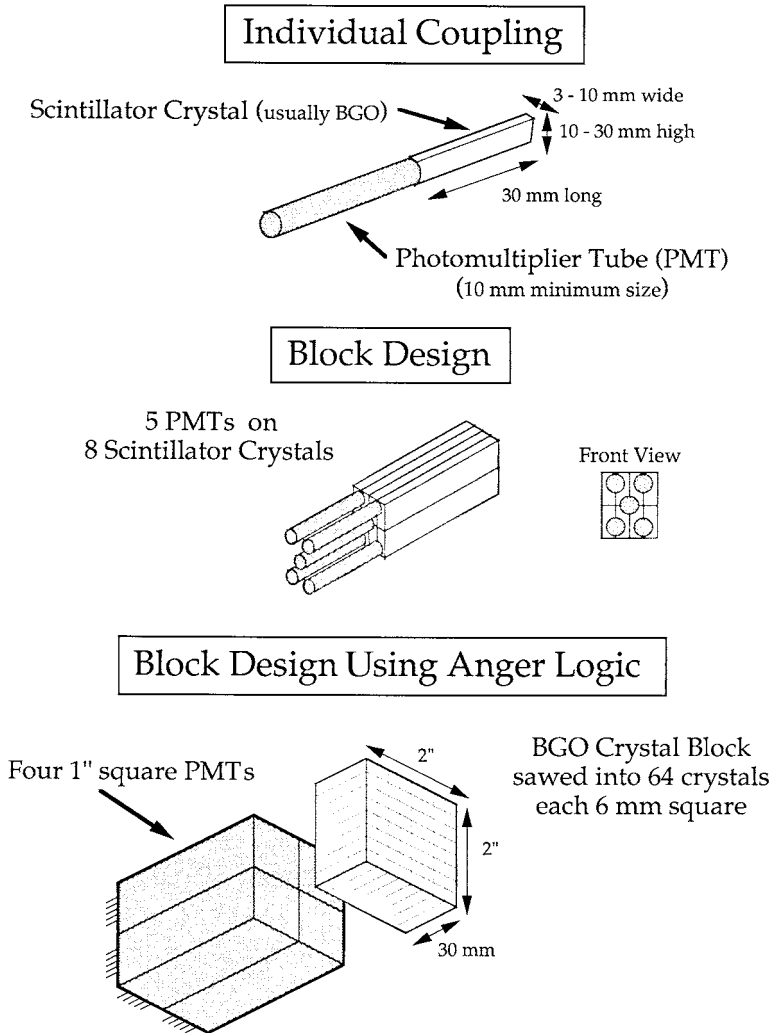 Individual Coupling
Scintillator Crystal (usually BGO)
3 - 10 mm wide
10 - 30 mm high
30 mm long
Photomultiplier Tube (PMT)
(10 mm minimum size)
Block Design
5 PMTs on
8 Scintillator Crystals
Front View
Block Design Using Anger Logic
Four 1" square PMTs
2"
2"
30 mm
BGO Crystal Block
sawed into 64 crystals
each 6 mm square